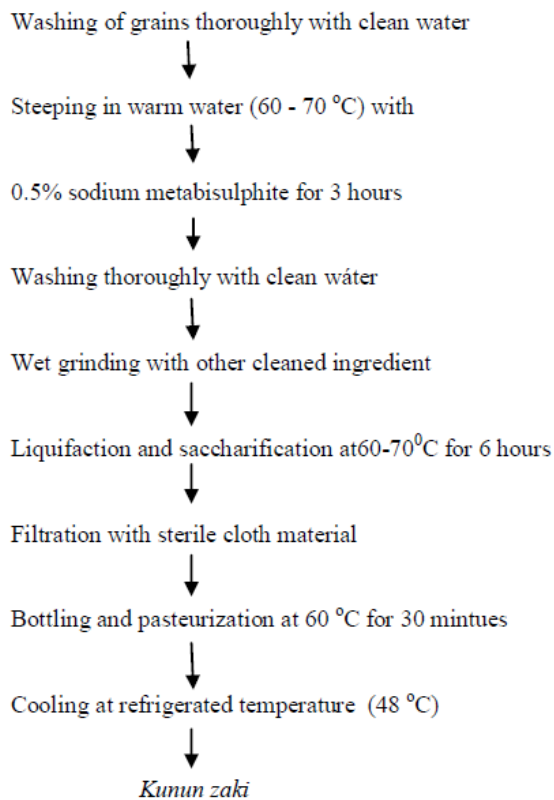 Washing of grains thoroughly with clean water
Steeping in warm water (60 - 70 °C) with
0.5% sodium metabisulphite for 3 hours
Washing thoroughly with clean wáter
Wet grinding with other cleaned ingredient
Liquifaction and saccharification at60-70⁰C for 6 hours
Filtration with sterile cloth material
Bottling and pasteurization at 60 °C for 30 mintues
Cooling at refrigerated temperature (48 °C)
Kunun zaki